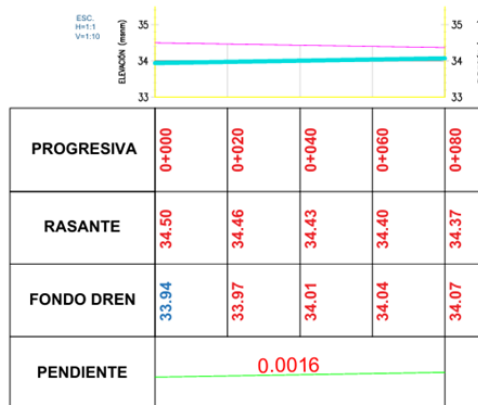 ESC.
H=1:1
V=1:10
ELEVACIÓN (msnm)
35
34
33
35
34
33
PROGRESIVA 0+000 0+020 0+040 0+060 0+080
RASANTE 34.50 34.46 34.43 34.40 34.37
FONDO DREN 33.94 33.97 34.01 34.04 34.07
PENDIENTE 0.0016